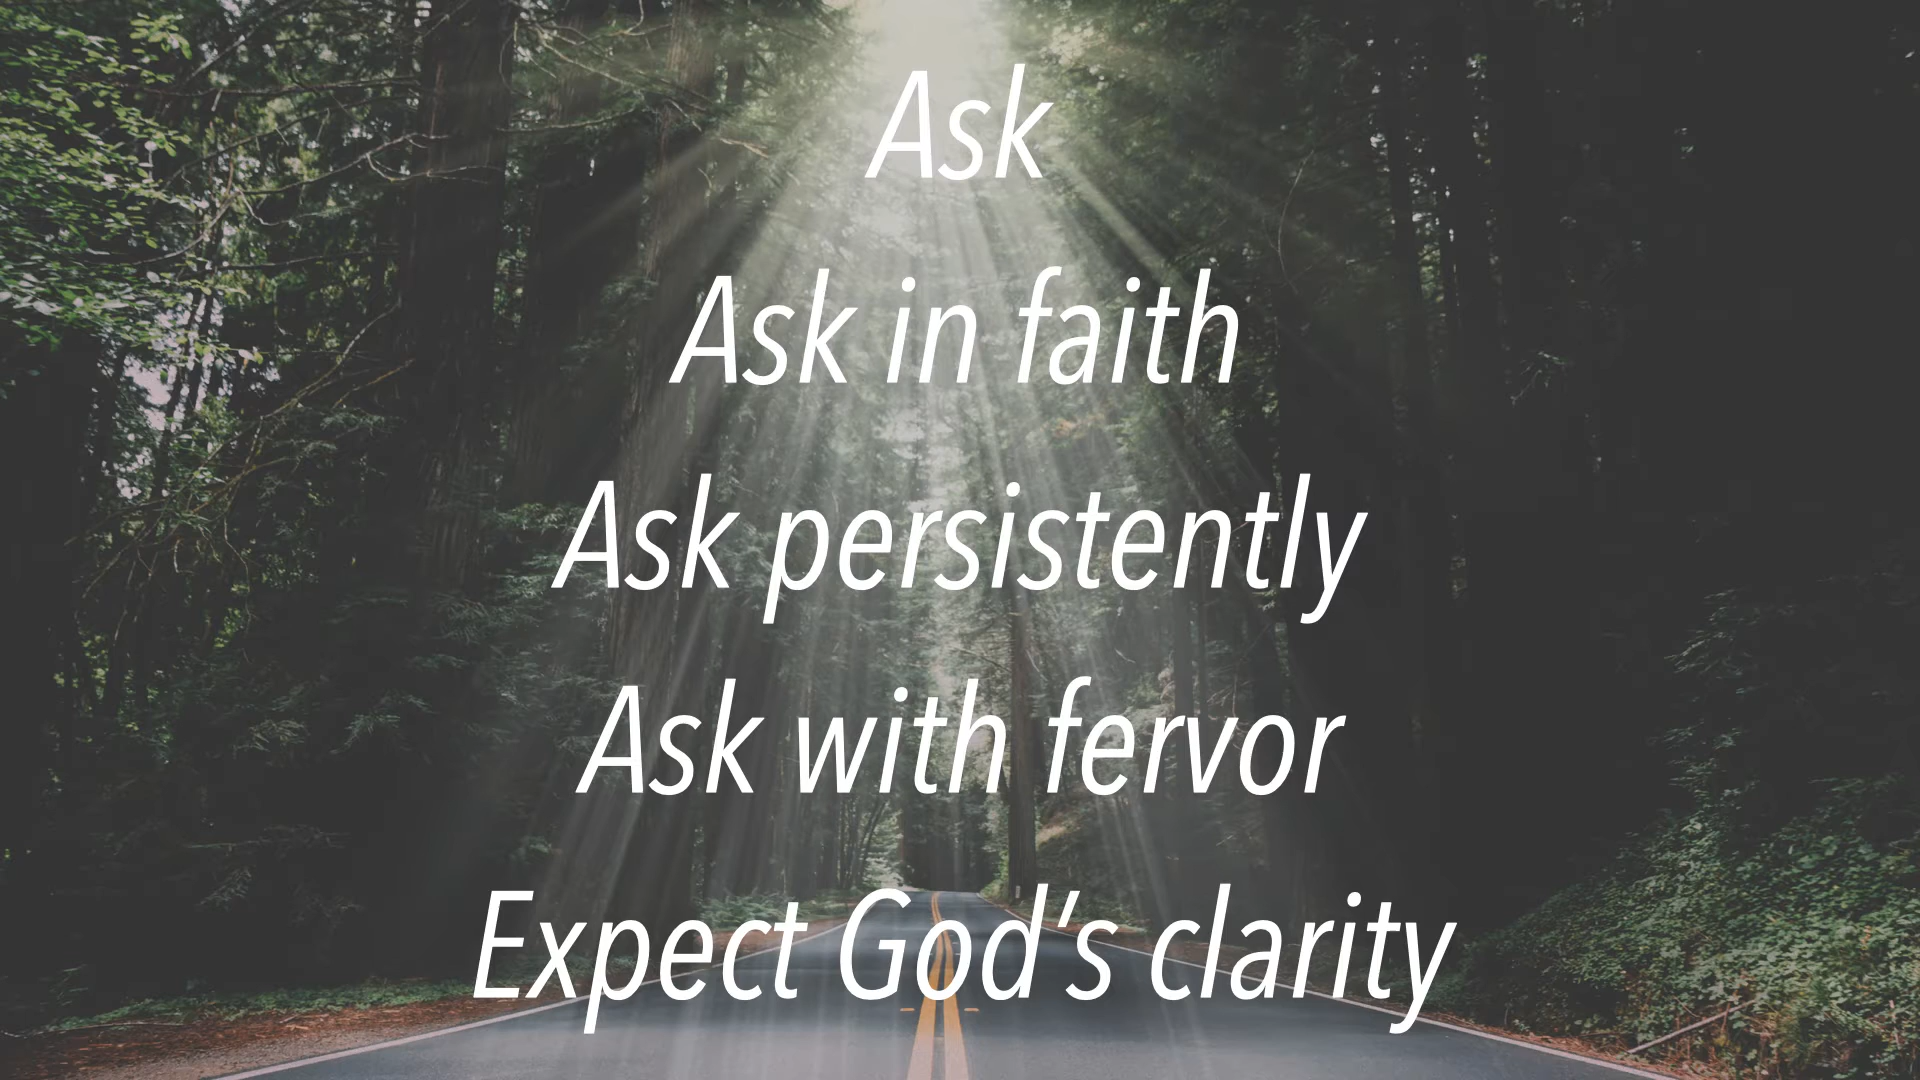 Ask
Ask in faith
Ask persistently
Ask with fervor
Expect God's clarity